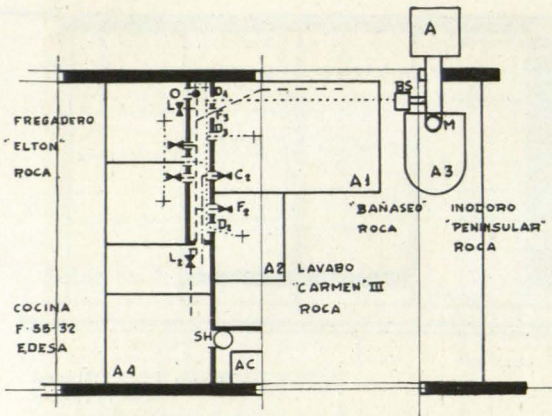 A
BS
M
A3
O
L
D4
F3
D3
C2
F2
D2
L2
A1
A2
SH
AC
A4
FREGADERO
"ELTON"
ROCA
COCINA
F-55-32
EDESA
"BAÑASEO"
ROCA
LAVABO
"CARMEN" III
ROCA
INODORO
"PENINSULAR"
ROCA